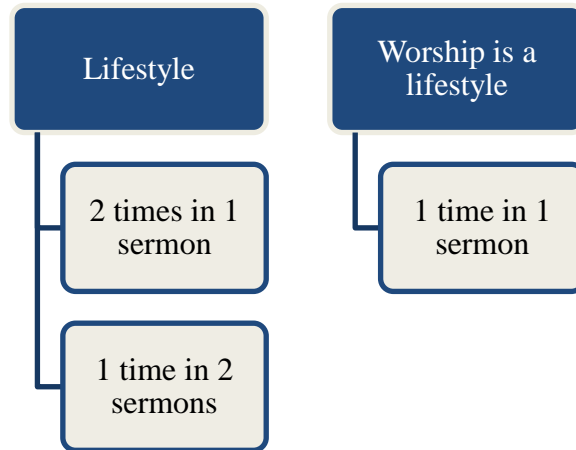 Lifestyle
2 times in 1
sermon
1 time in 2
sermons
Worship is a
lifestyle
1 time in 1
sermon